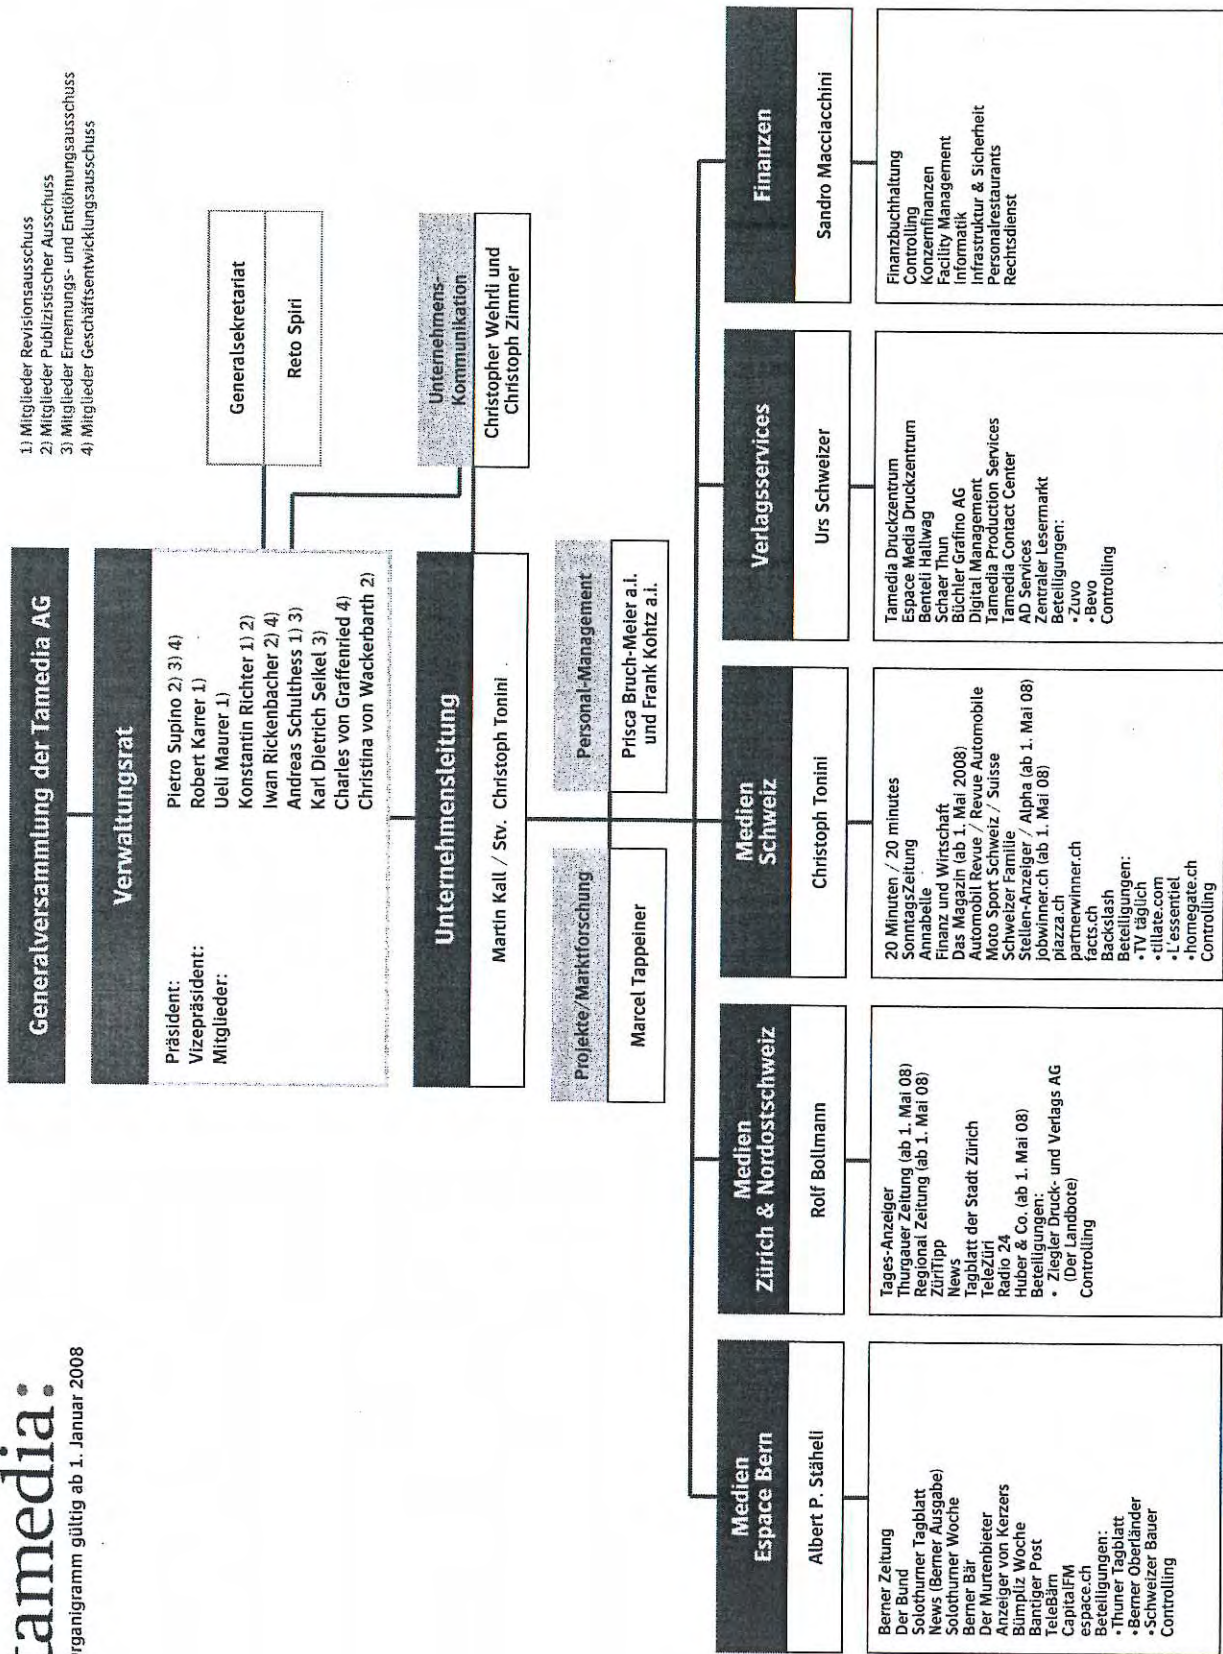 tamedia:
rganigramm gültig ab 1. Januar 2008
1) Mitglieder Revisionsausschuss
2) Mitglieder Publizistischer Ausschuss
3) Mitglieder Ernennungs- und Entlöhnungsausschuss
4) Mitglieder Geschäftsentwicklungsausschuss
Generalversammlung der Tamedia AG
Verwaltungsrat
Präsident: Pietro Supino 2) 3) 4)
Vizepräsident: Robert Karrer 1)
Mitglieder: Ueli Maurer 1)
Konstantin Richter 1) 2)
Iwan Rickenbacher 2) 4)
Andreas Schulthess 1) 3)
Karl Dietrich Seikel 3)
Charles von Graffenried 4)
Christina von Wackerbarth 2)
Generalsekretariat
Reto Spiri
Unternehmensleitung
Martin Kall / Stv. Christoph Tonini
Unternehmens-
Kommunikation
Christopher Wehrli und
Christoph Zimmer
Projekte/Marktforschung
Marcel Tappeiner
Personal-Management
Prisca Bruch-Meier a.i.
und Frank Kohtz a.i.
Medien
Espace Bern
Albert P. Stäheli
Berner Zeitung
Der Bund
Solothurner Tagblatt
News (Berner Ausgabe)
Solothurner Woche
Berner Bär
Der Murtenbieter
Anzeiger von Kerzers
Bümpliz Woche
Bantiger Post
TeleBärn
CapitalFM
espace.ch
Beteiligungen:
•Thuner Tagblatt
•Berner Oberländer
•Schweizer Bauer
Controlling
Medien
Zürich & Nordostschweiz
Rolf Bollmann
Tages-Anzeiger
Thurgauer Zeitung (ab 1. Mai 08)
Regional Zeitung (ab 1. Mai 08)
ZüriTipp
News
Tagblatt der Stadt Zürich
TeleZüri
Radio 24
Huber & Co. (ab 1. Mai 08)
Beteiligungen:
• Ziegler Druck- und Verlags AG
(Der Landbote)
Controlling
Medien
Schweiz
Christoph Tonini
20 Minuten / 20 minutes
SonntagsZeitung
Annabelle
Finanz und Wirtschaft
Das Magazin (ab 1. Mai 2008)
Automobil Revue / Revue Automobile
Moto Sport Schweiz / Suisse
Schweizer Familie
Stellen-Anzeiger / Alpha (ab 1. Mai 08)
jobwinner.ch (ab 1. Mai 08)
piazza.ch
partnerwinner.ch
facts.ch
Backslash
Beteiligungen:
•TV täglich
•tillate.com
•L'essentiel
•homegate.ch
Controlling
Verlagsservices
Urs Schweizer
Tamedia Druckzentrum
Espace Media Druckzentrum
Benteli Hallwag
Schaer Thun
Büchler Grafino AG
Digital Management
Tamedia Production Services
Tamedia Contact Center
AD Services
Zentraler Lesermarkt
Beteiligungen:
•Zuvo
•Bevo
Controlling
Finanzen
Sandro Macciacchini
Finanzbuchhaltung
Controlling
Konzernfinanzen
Facility Management
Informatik
Infrastruktur & Sicherheit
Personalrestaurants
Rechtsdienst